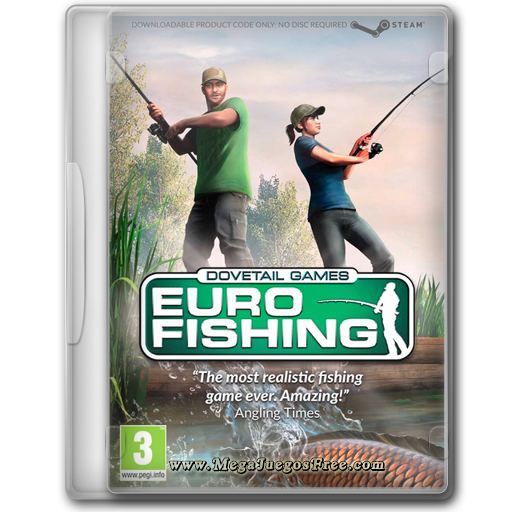 DOWNLOADABLE PRODUCT CODE ONLY: NO DISC REQUIRED
STEAM™
DOVETAIL GAMES
EURO
FISHING
“The most realistic fishing
game ever. Amazing!”
Angling Times
3
www.pegi.info
www.MegaJuegosFree.com